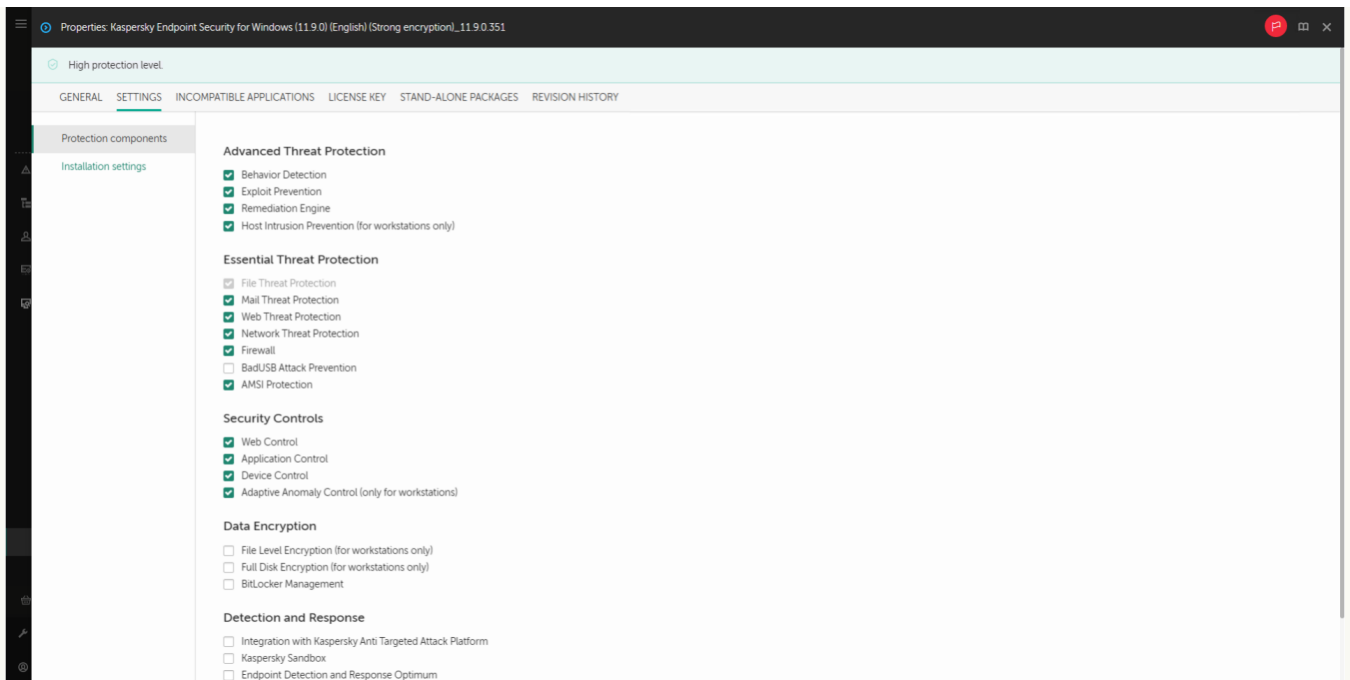 Properties: Kaspersky Endpoint Security for Windows (11.9.0) (English) (Strong encryption)_11.9.0.351
High protection level.
GENERAL SETTINGS INCOMPATIBLE APPLICATIONS LICENSE KEY STAND-ALONE PACKAGES REVISION HISTORY
Protection components
Installation settings
Advanced Threat Protection
Behavior Detection
Exploit Prevention
Remediation Engine
Host Intrusion Prevention (for workstations only)
Essential Threat Protection
File Threat Protection
Mail Threat Protection
Web Threat Protection
Network Threat Protection
Firewall
BadUSB Attack Prevention
AMSI Protection
Security Controls
Web Control
Application Control
Device Control
Adaptive Anomaly Control (only for workstations)
Data Encryption
File Level Encryption (for workstations only)
Full Disk Encryption (for workstations only)
BitLocker Management
Detection and Response
Integration with Kaspersky Anti Targeted Attack Platform
Kaspersky Sandbox
Endpoint Detection and Response Optimum